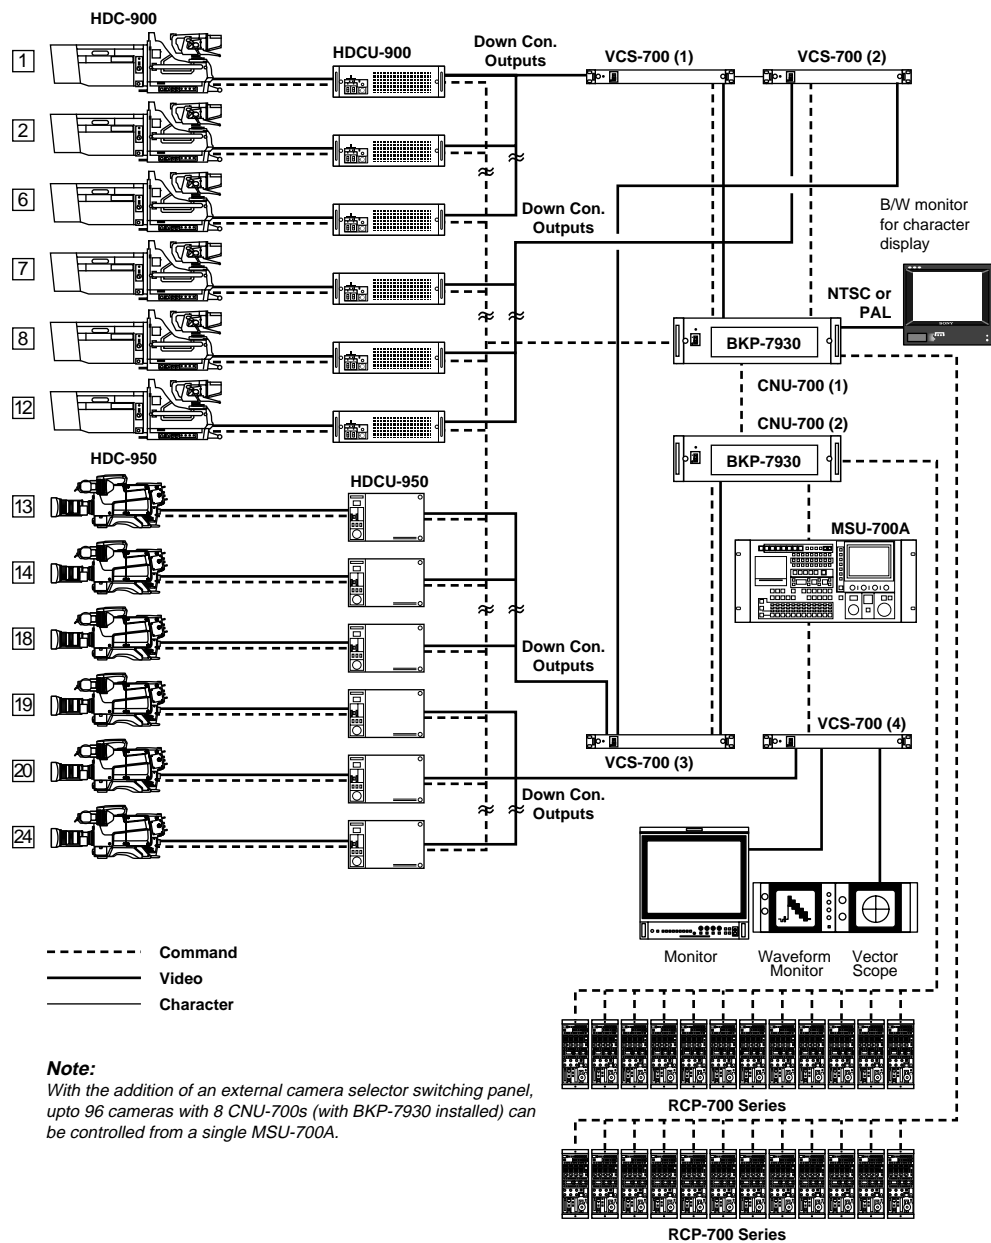 HDC-900
1
2
6
7
8
12
HDCU-900
Down Con.
Outputs
VCS-700 (1)
VCS-700 (2)
Down Con.
Outputs
B/W monitor
for character
display
NTSC or
PAL
SONY
BKP-7930
CNU-700 (1)
CNU-700 (2)
BKP-7930
HDC-950
13
14
18
19
20
24
HDCU-950
MSU-700A
Down Con.
Outputs
VCS-700 (3)
VCS-700 (4)
Down Con.
Outputs
Monitor
Waveform
Monitor
Vector
Scope
Command
Video
Character
Note:
With the addition of an external camera selector switching panel,
upto 96 cameras with 8 CNU-700s (with BKP-7930 installed) can
be controlled from a single MSU-700A.
RCP-700 Series
RCP-700 Series